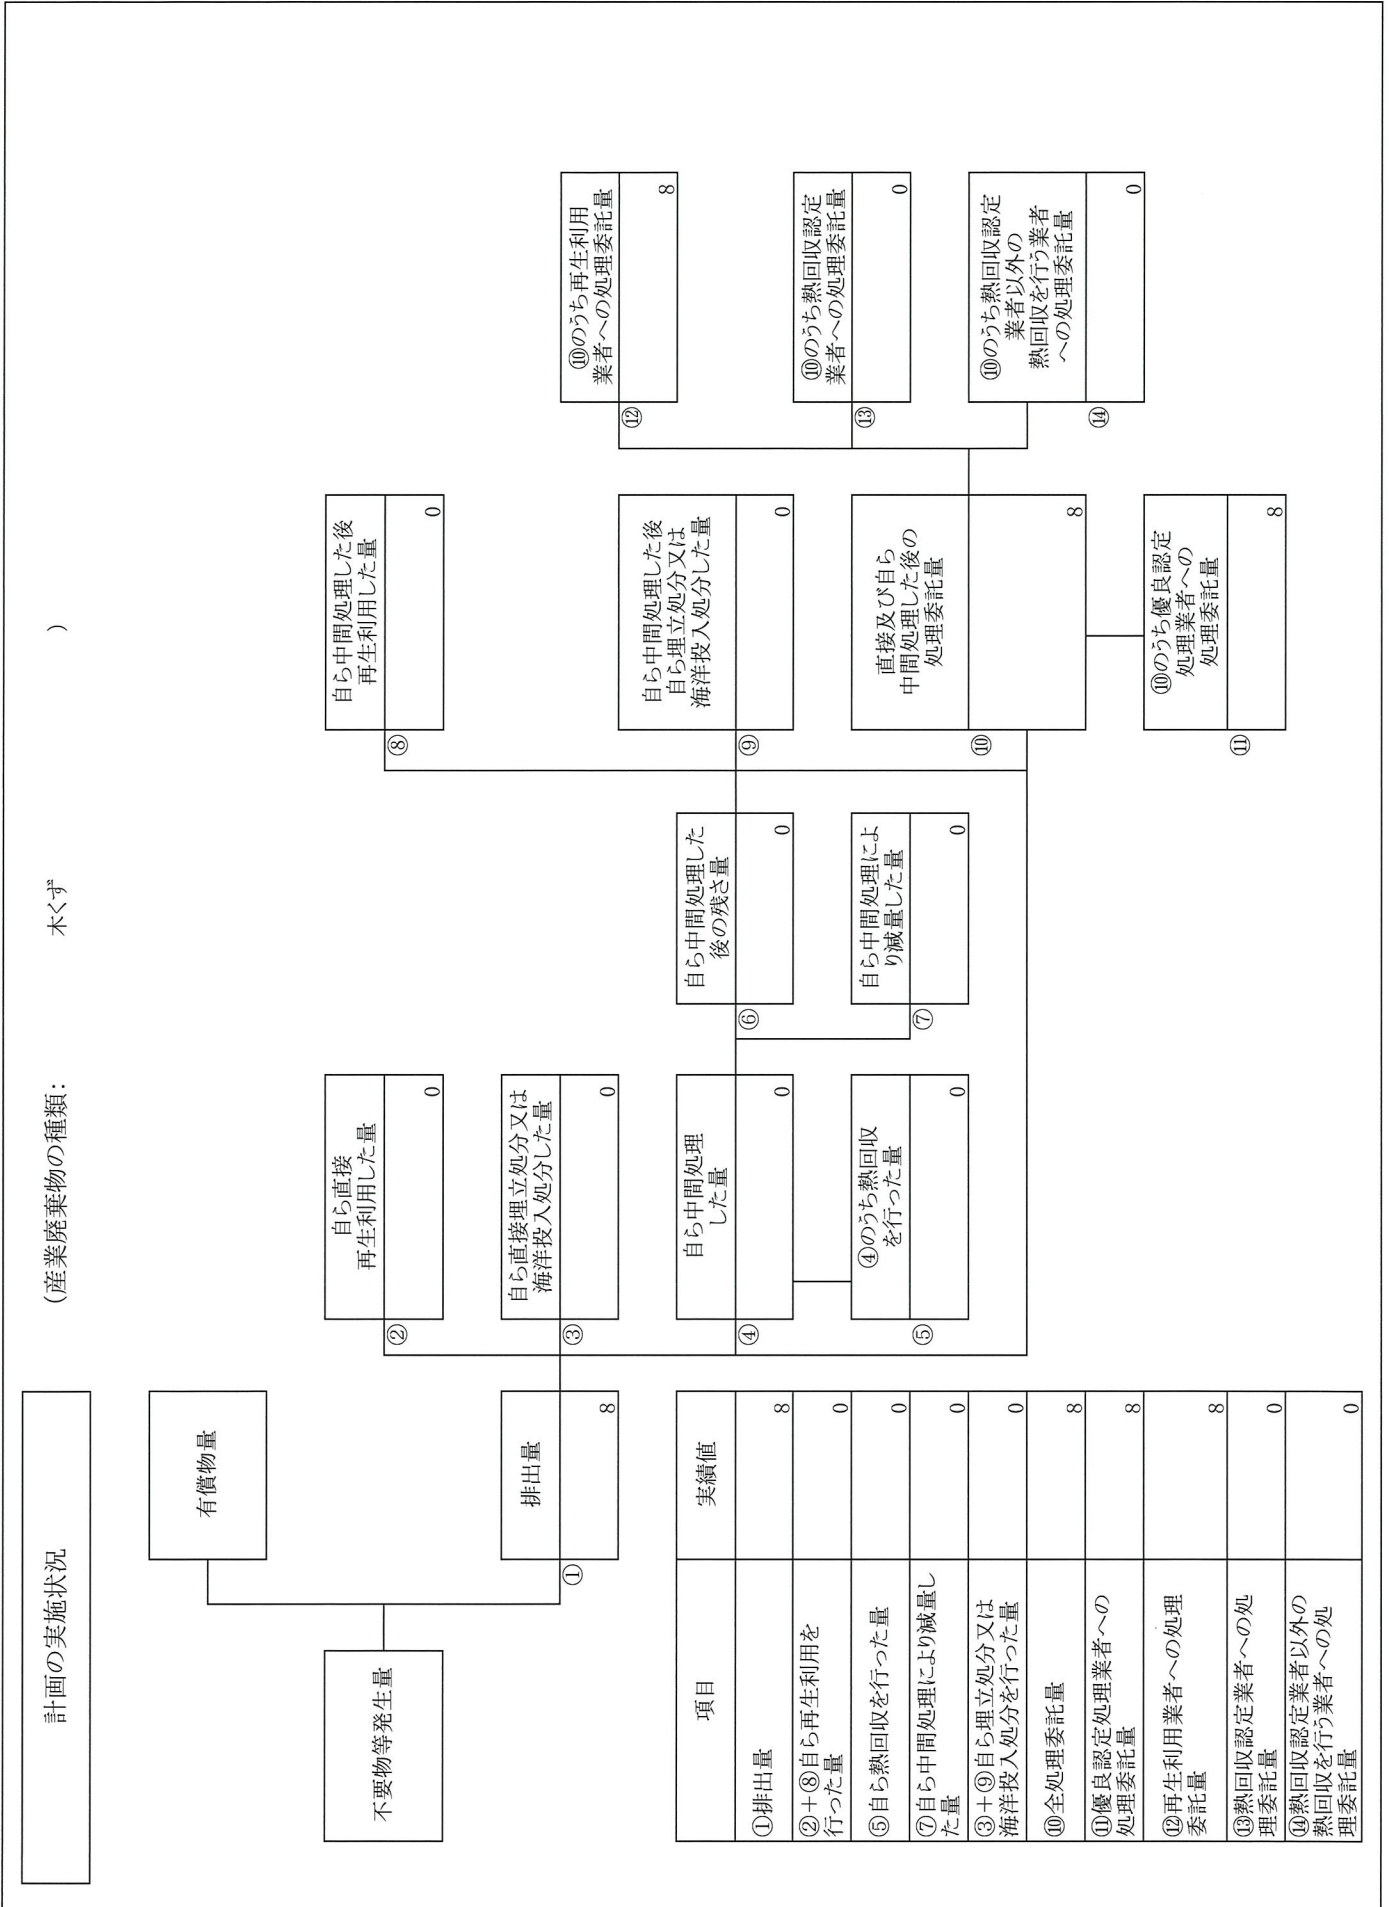 計画の実施状況
(産業廃棄物の種類： 木くず )
不要物等発生量
有償物量
排出量
①
8
自ら直接
再生利用した量
②
0
自ら直接埋立処分又は
海洋投入処分した量
③
0
自ら中間処理
した量
④
0
④のうち熱回収
を行った量
⑤
0
自ら中間処理した
後の残さ量
⑥
0
自ら中間処理によ
り減量した量
⑦
0
自ら中間処理した後
再生利用した量
⑧
0
自ら中間処理した後
自ら埋立処分又は
海洋投入処分した量
⑨
0
直接及び自ら
中間処理した後の
処理委託量
⑩
8
⑩のうち優良認定
処理業者への
処理委託量
⑪
8
⑩のうち再生利用
業者への処理委託量
⑫
8
⑩のうち熱回収認定
業者への処理委託量
⑬
0
⑩のうち熱回収認定
業者以外の
熱回収を行う業者
への処理委託量
⑭
0
項目 実績値
①排出量 8
②＋⑧自ら再生利用を
行った量 0
⑤自ら熱回収を行った量 0
⑦自ら中間処理により減量し
た量 0
③＋⑨自ら埋立処分又は
海洋投入処分を行った量 0
⑩全処理委託量 8
⑪優良認定処理業者への
処理委託量 8
⑫再生利用業者への処理
委託量 8
⑬熱回収認定業者への処
理委託量 0
⑭熱回収認定業者以外の
熱回収を行う業者への処
理委託量 0